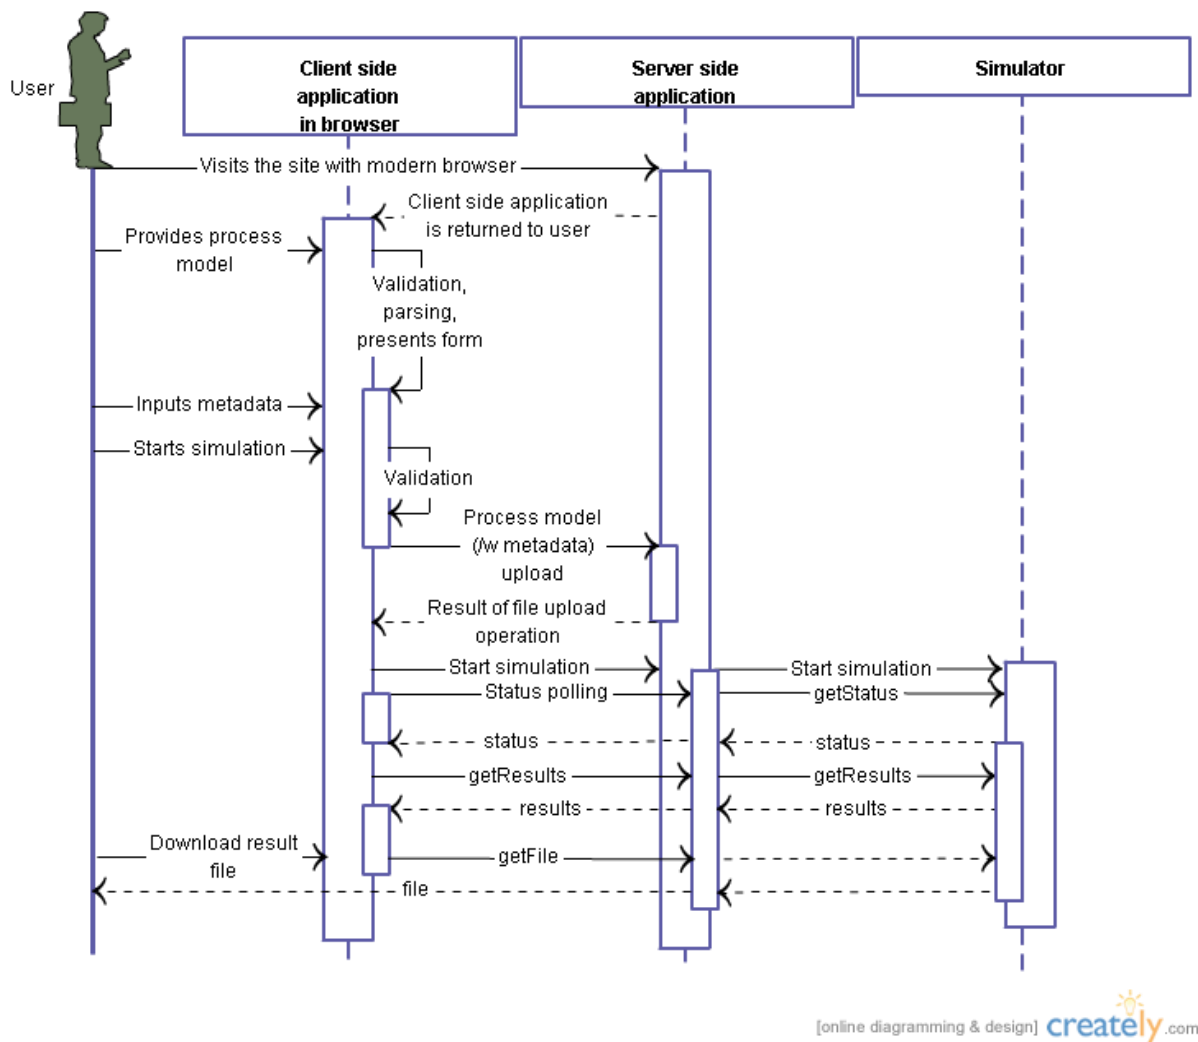 User
Client side
application
in browser
Server side
application
Simulator
Visits the site with modern browser
Client side application
is returned to user
Provides process
model
Validation,
parsing,
presents form
Inputs metadata
Starts simulation
Validation
Process model
(/w metadata)
upload
Result of file upload
operation
Start simulation
Start simulation
Status polling
getStatus
status
status
getResults
getResults
results
results
Download result
file
getFile
file
[online diagramming & design] creately.com